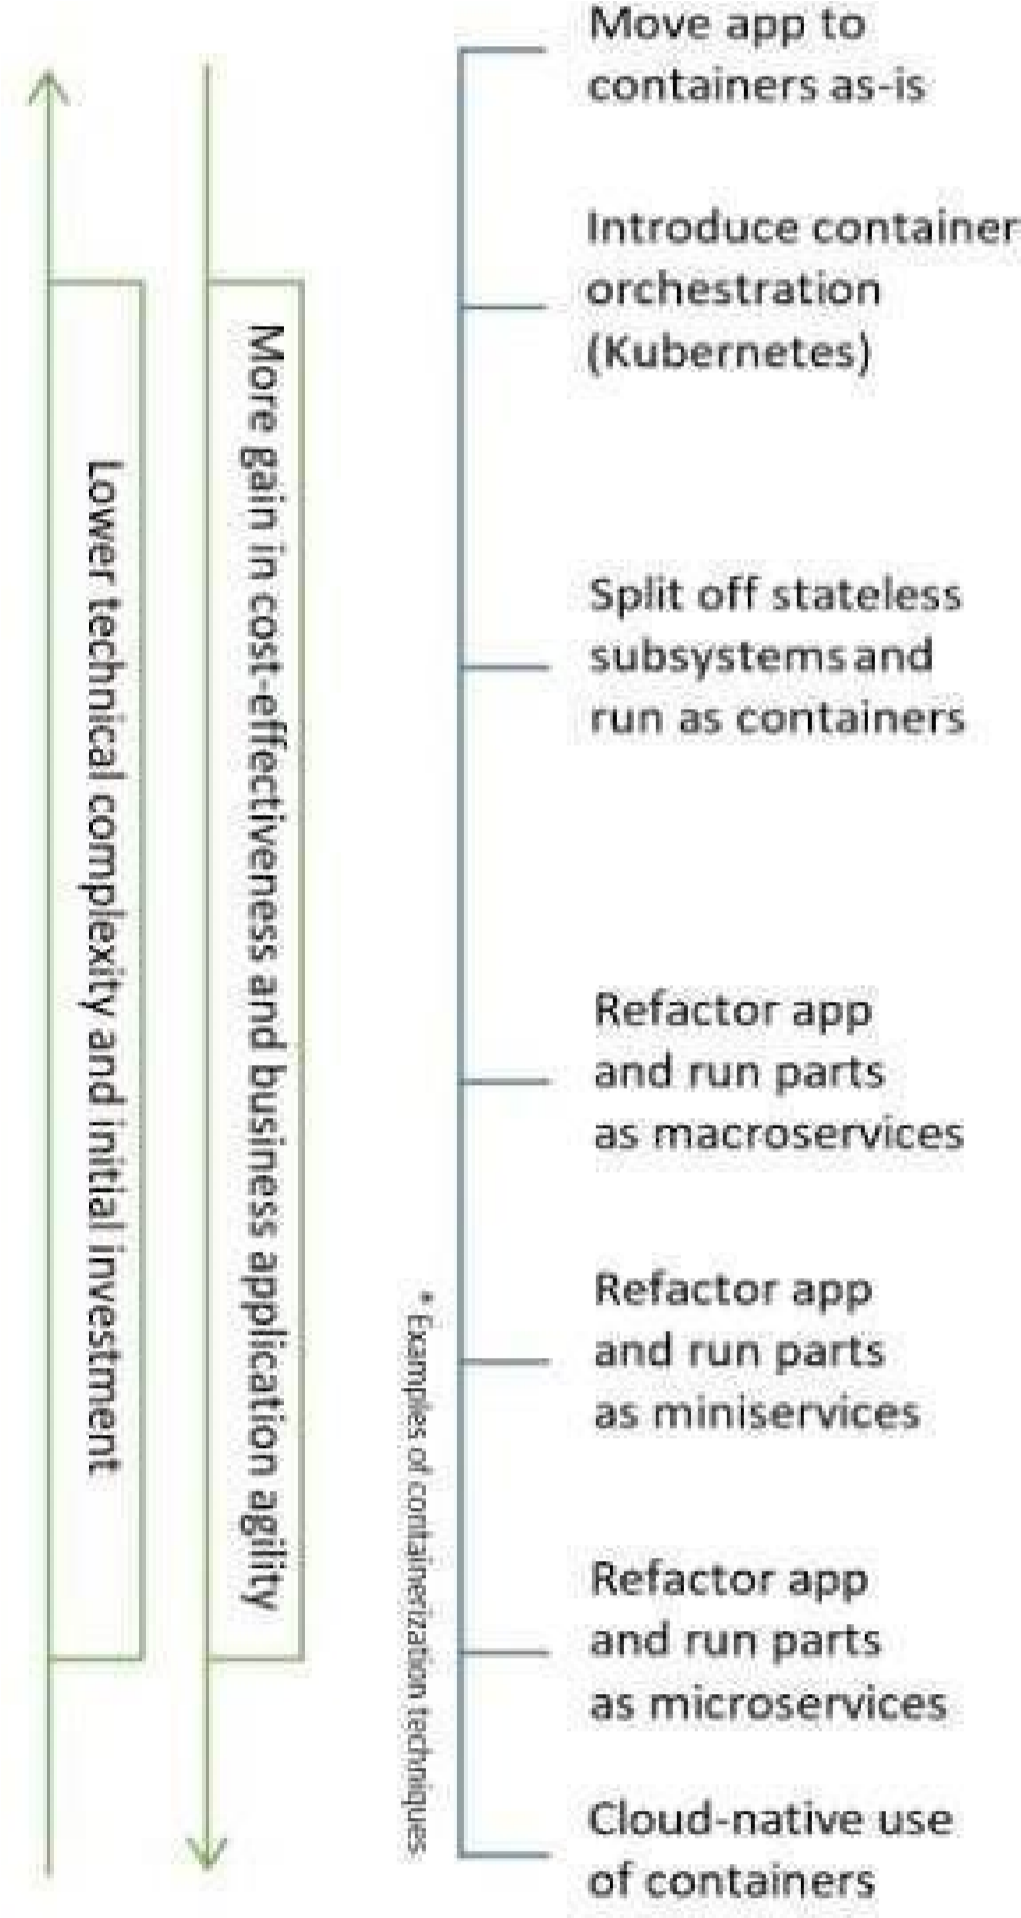 Move app to
containers as-is
Introduce container
orchestration
(Kubernetes)
Split off stateless
subsystems and
run as containers
Refactor app
and run parts
as macroservices
Refactor app
and run parts
as miniservices
Refactor app
and run parts
as microservices
Cloud-native use
of containers
Lower technical complexity and initial investment
More gain in cost-effectiveness and business application agility
* Examples of containerization techniques